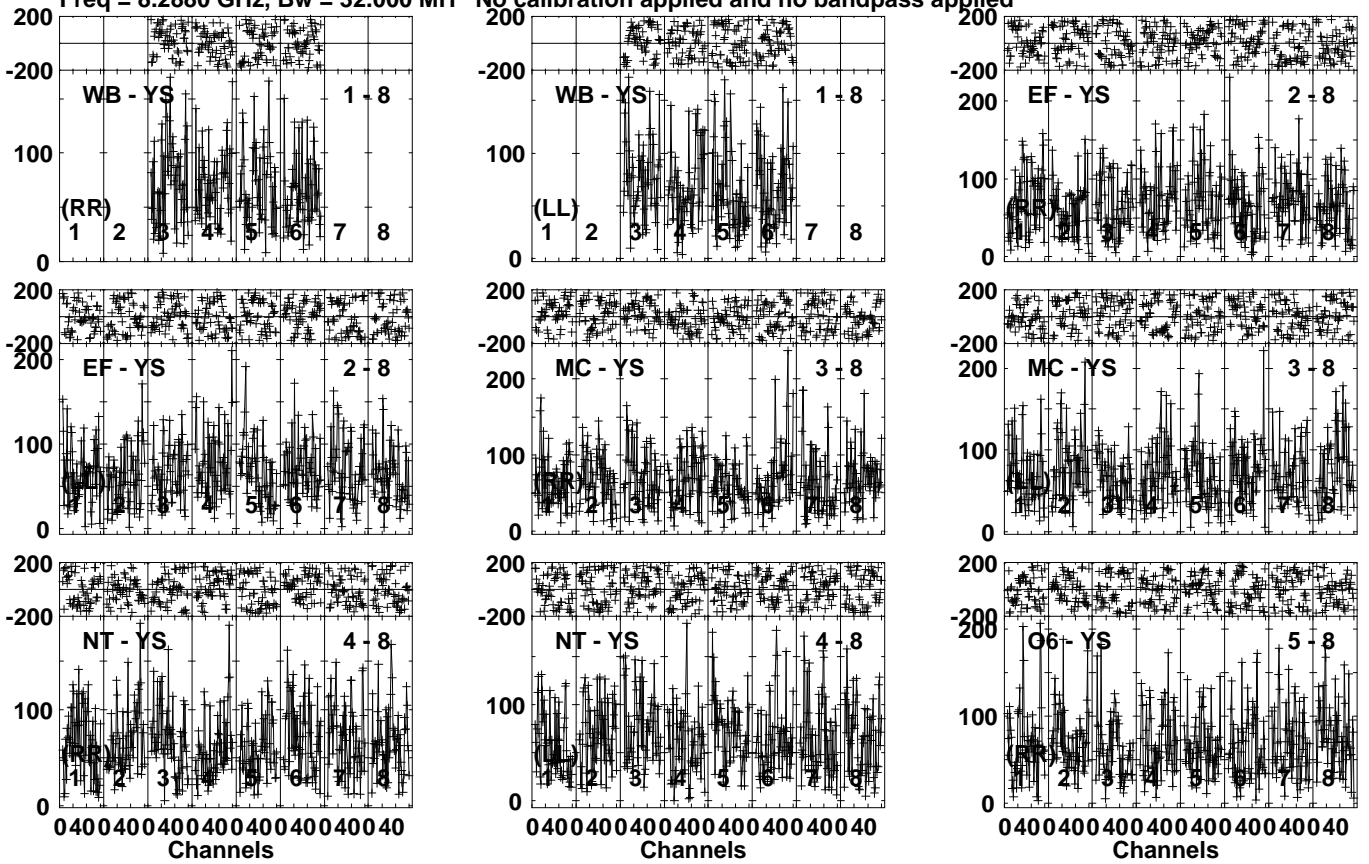 Freq = 8.2880 GHz, Bw = 32.000 MH No calibration applied and no bandpass applied
200 200 200
-200 -200 -200
WB - YS 1 - 8 WB - YS 1 - 8 EF - YS 2 - 8
200
100 100 100
(RR) (LL) (RR)
1 2 3 4 5 6 7 8 1 2 3 4 5 6 7 8 1 2 3 4 5 6 7 8
0 0 0
200 200 200
-200 -200 -200
200 200 200
EF - YS 2 - 8 MC - YS 3 - 8 MC - YS 3 - 8
100 100 100
(LL) (RR) (LL)
1 2 3 4 5 6 7 8 1 2 3 4 5 6 7 8 1 2 3 4 5 6 7 8
0 0 0
200 200 200
-200 -200 -200
200
NT - YS 4 - 8 NT - YS 4 - 8 O6 - YS 5 - 8
100 100 100
(RR) (LL) (RR)
1 2 3 4 5 6 7 8 1 2 3 4 5 6 7 8 1 2 3 4 5 6 7 8
0 0 0
0 40 0 40 0 40 0 40 0 40 0 40 0 40 0 40 0 40 0 40 0 40 0 40 0 40 0 40 0 40 0 40 0 40 0 40 0 40 0 40 0 40 0 40 0 40 0 40
Channels Channels Channels